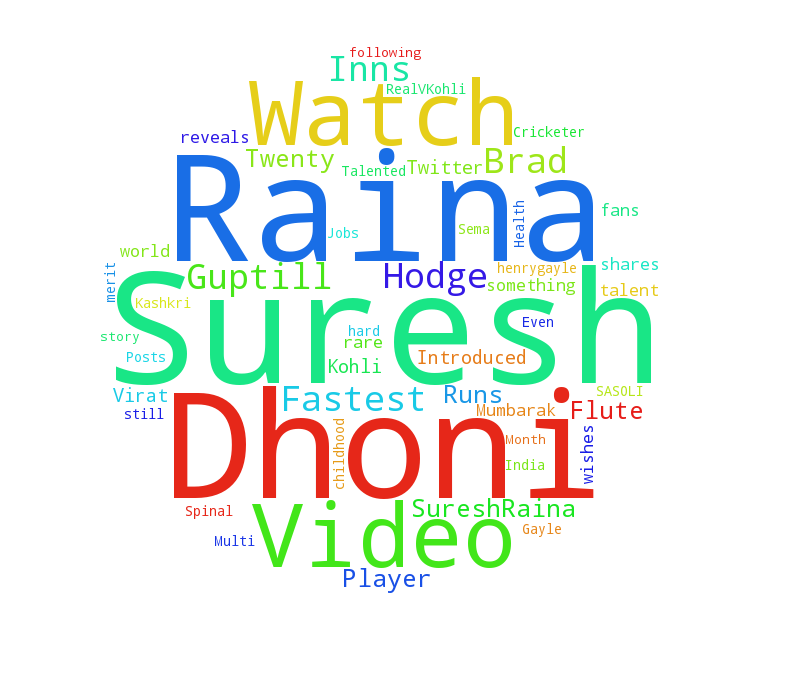 following
Inns
RealVKohli
Watch
Cricketer
reveals
Twenty
Talented
Twitter
Brad
Raina
fans
Health
Sema
Jobs
world
shares
henrygayle
Guptill
Hodge
something
talent
merit
Kashkri
Suresh
Even
hard
rare
story
Posts
Introduced
Kohli
Virat
Fastest
Runs
SASOLI
Mumbarak
Flute
still
Dhoni
Month
childhood
wishes
India
Spinal
SureshRaina
Gayle
Video
Multi
Player